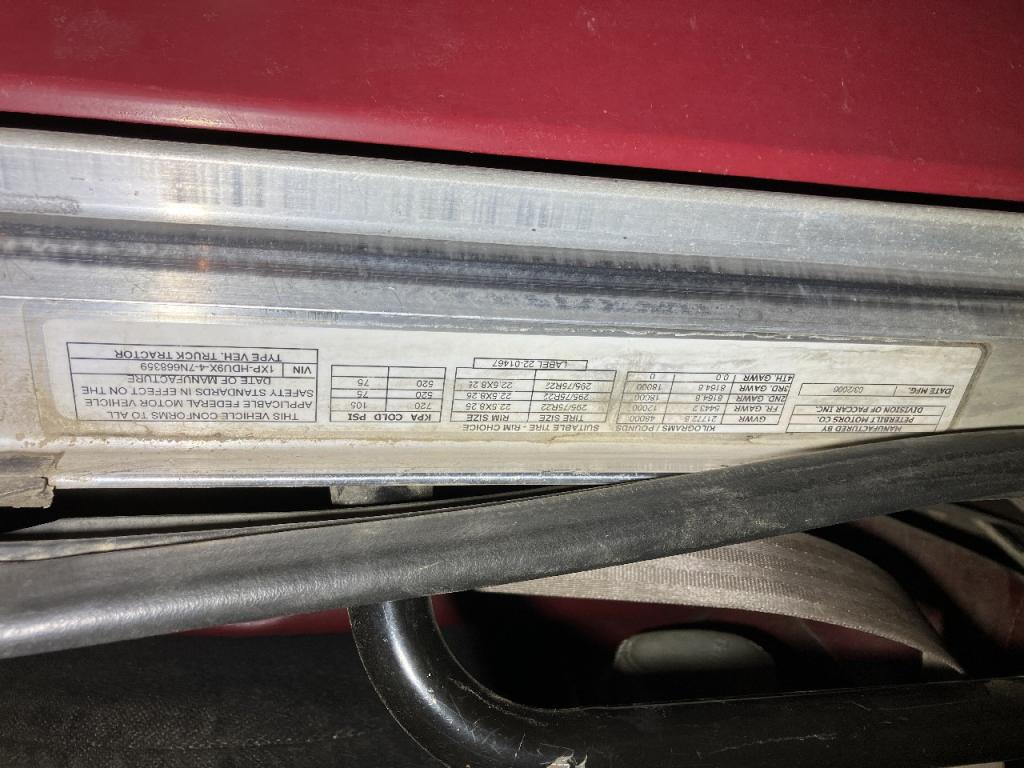 MANUFACTURED BY
PETERBILT MOTORS CO.
DIVISION OF PACCAR INC.
DATE MFG. 032000
KILOGRAMS / POUNDS
GVWR 21772.8 48000
FR. GAWR 5443.2 12000
2ND. GAWR 8164.8 18000
3RD. GAWR 8164.8 18000
4TH. GAWR 0.0 0
SUITABLE TIRE - RIM CHOICE
TIRE SIZE RIM SIZE
295/75R22 22.5X8.25
295/75R22 22.5X8.25
295/75R22 22.5X8.25
LABEL 22-01467
KPA COLD PSI
720 105
520 75
520 75
THIS VEHICLE CONFORMS TO ALL
APPLICABLE FEDERAL MOTOR VEHICLE
SAFETY STANDARDS IN EFFECT ON THE
DATE OF MANUFACTURE
VIN 1XP-HDU9X-4-7N668359
TYPE VEH. TRUCK TRACTOR